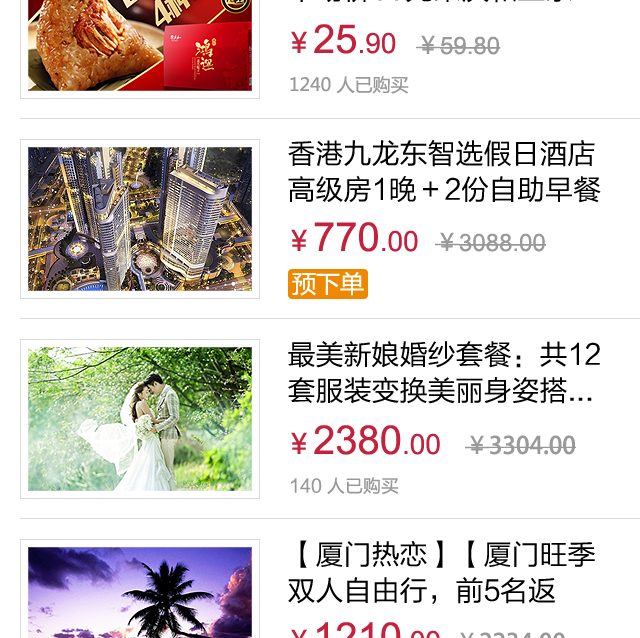 ¥25.90 ¥59.80
1240 人已购买
香港九龙东智选假日酒店
高级房1晚+2份自助早餐
¥770.00 ¥3088.00
预下单
最美新娘婚纱套餐：共12
套服装变换美丽身姿搭...
¥2380.00 ¥3304.00
140 人已购买
【厦门热恋】【厦门旺季
双人自由行，前5名返
¥1210.00